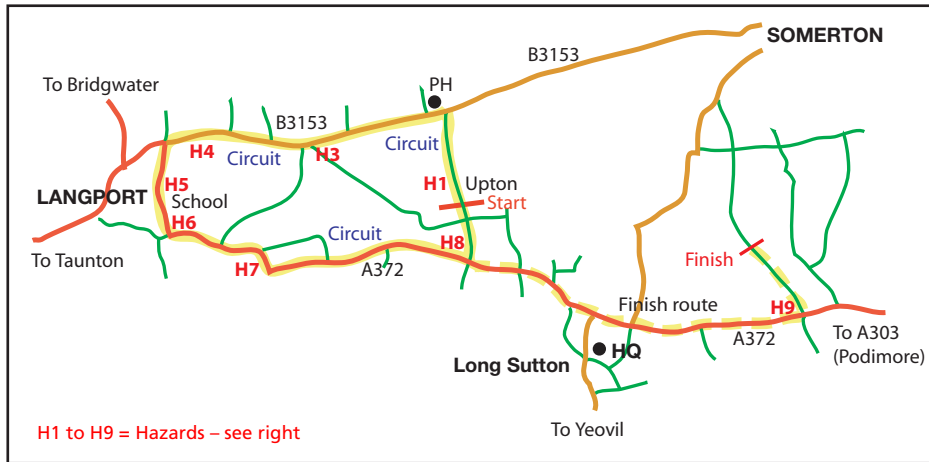 SOMERTON
B3153
To Bridgwater
PH
B3153
H4
Circuit
H3
Circuit
H5
H1
Upton
LANGPORT
School
Start
H6
Circuit
H8
To Taunton
H7
A372
Finish
Finish route
H9
A372
To A303
(Podimore)
HQ
Long Sutton
To Yeovil
H1 to H9 = Hazards – see right